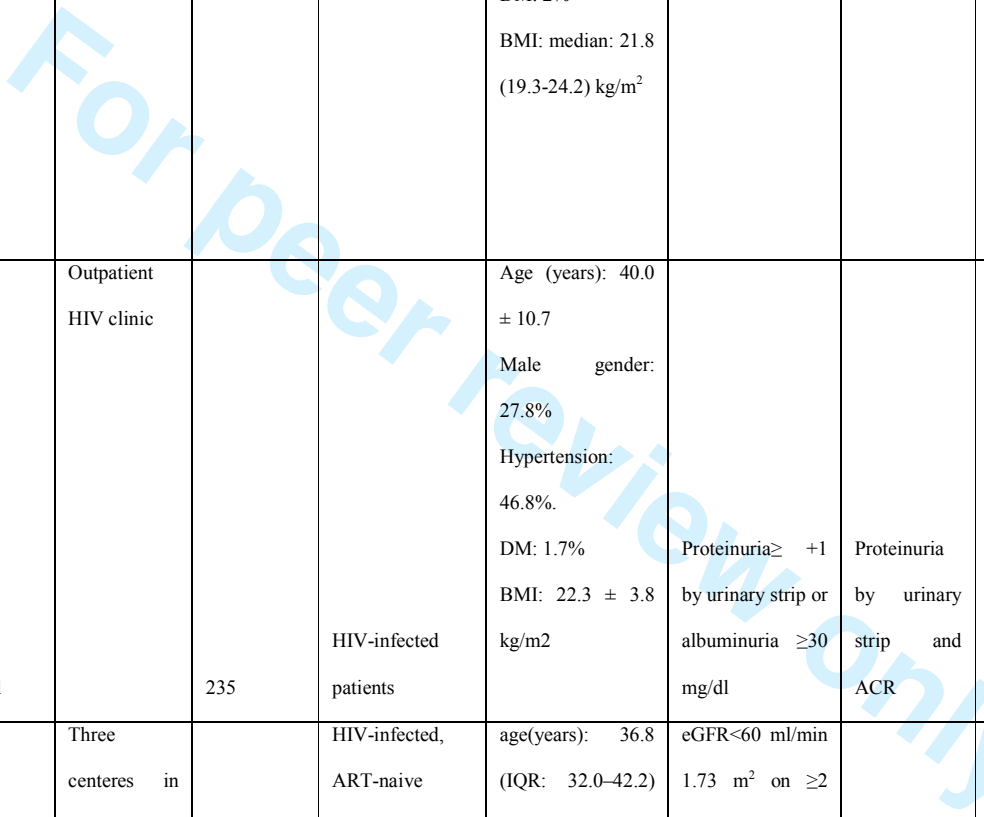 BMI: median: 21.8
(19.3-24.2) kg/m2
Outpatient
HIV clinic
235
HIV-infected
patients
Age (years): 40.0
± 10.7
Male gender:
27.8%
Hypertension:
46.8%.
DM: 1.7%
BMI: 22.3 ± 3.8
kg/m2
Proteinuria≥ +1
by urinary strip or
albuminuria ≥30
mg/dl
Proteinuria
by urinary
strip and
ACR
Three
centeres in
HIV-infected,
ART-naive
age(years): 36.8
(IQR: 32.0–42.2)
eGFR<60 ml/min
1.73 m2 on ≥2
For peer review only